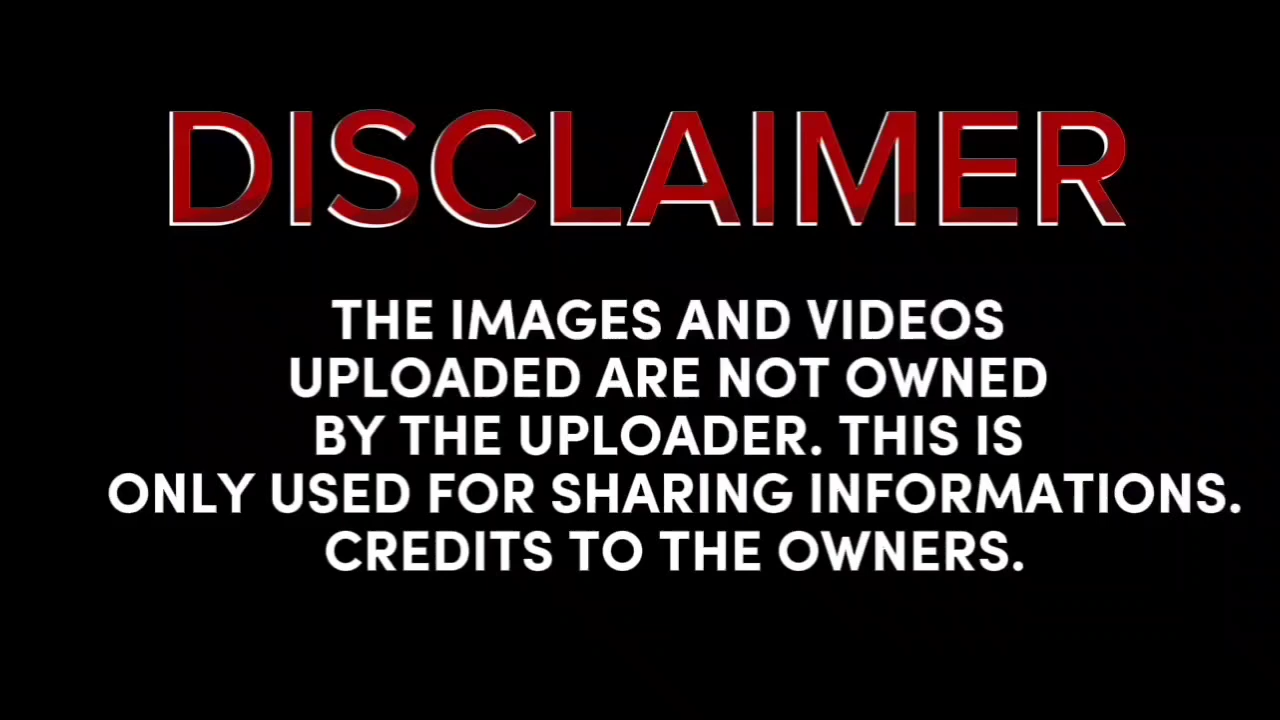 DISCLAIMER
THE IMAGES AND VIDEOS
UPLOADED ARE NOT OWNED
BY THE UPLOADER. THIS IS
ONLY USED FOR SHARING INFORMATIONS.
CREDITS TO THE OWNERS.